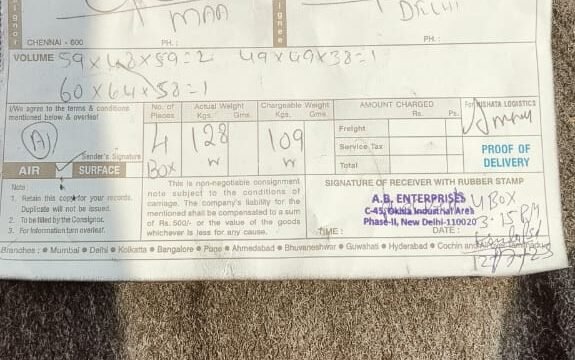 MAA
DELHI
CHENNAI - 600
PH. :
PH. :
VOLUME 59x48x59=2 49x49x38=1
60x64x58=1
I/We agree to the terms & conditions
mentioned below & overleaf
No. of
Pieces
Actual Weight
Kgs. Gms.
Chargeable Weight
Kgs. Gms.
AMOUNT CHARGED
Rs. Ps.
LOGISTICS
4
BOX
128
W
109
W
Freight
Service Tax
Total
Sender's Signature
AIR
SURFACE
PROOF OF
DELIVERY
Note :
1. Retain this copy for your records.
Duplicate will not be issued.
2. To be filled by the Consignor.
3. For Information turn overleaf.
This is non-negotiable consignment
note subject to the conditions of
carriage. The company's liability for the
mentioned shall be compensated to a sum
of Rs. 500/- or the value of the goods
whichever is less for any cause.
SIGNATURE OF RECEIVER WITH RUBBER STAMP
A.B. ENTERPRISES
C-45, Okhla Industrial Area
Phase-II, New Delhi-110020
4 BOX
3.15 PM
TIME :
DATE :
Branches : • Mumbai • Delhi • Kolkatta • Bangalore • Pune • Ahmedabad • Bhuvaneshwar • Guwahati • Hyderabad • Cochin and